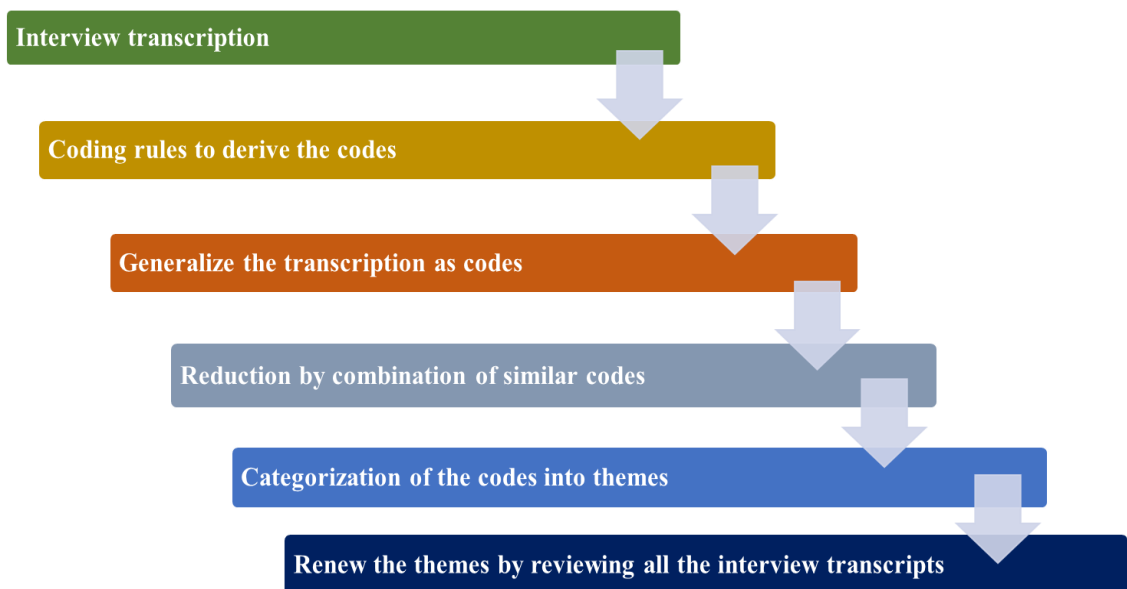 Interview transcription
Coding rules to derive the codes
Generalize the transcription as codes
Reduction by combination of similar codes
Categorization of the codes into themes
Renew the themes by reviewing all the interview transcripts